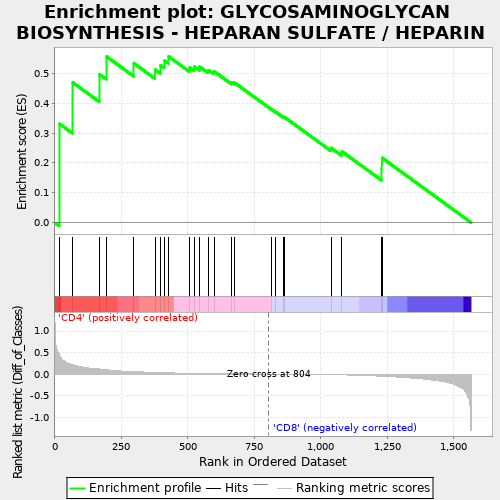 Enrichment plot: GLYCOSAMINOGLYCAN
BIOSYNTHESIS - HEPARAN SULFATE / HEPARIN
Enrichment score (ES)
0.5
0.4
0.3
0.2
0.1
0.0
'CD4' (positively correlated)
Ranked list metric (Diff_of_Classes)
1.0
0.5
0.0
-0.5
-1.0
Zero cross at 804
'CD8' (negatively correlated)
0
250
500
750
1,000
1,250
1,500
Rank in Ordered Dataset
Enrichment profile
Hits
Ranking metric scores